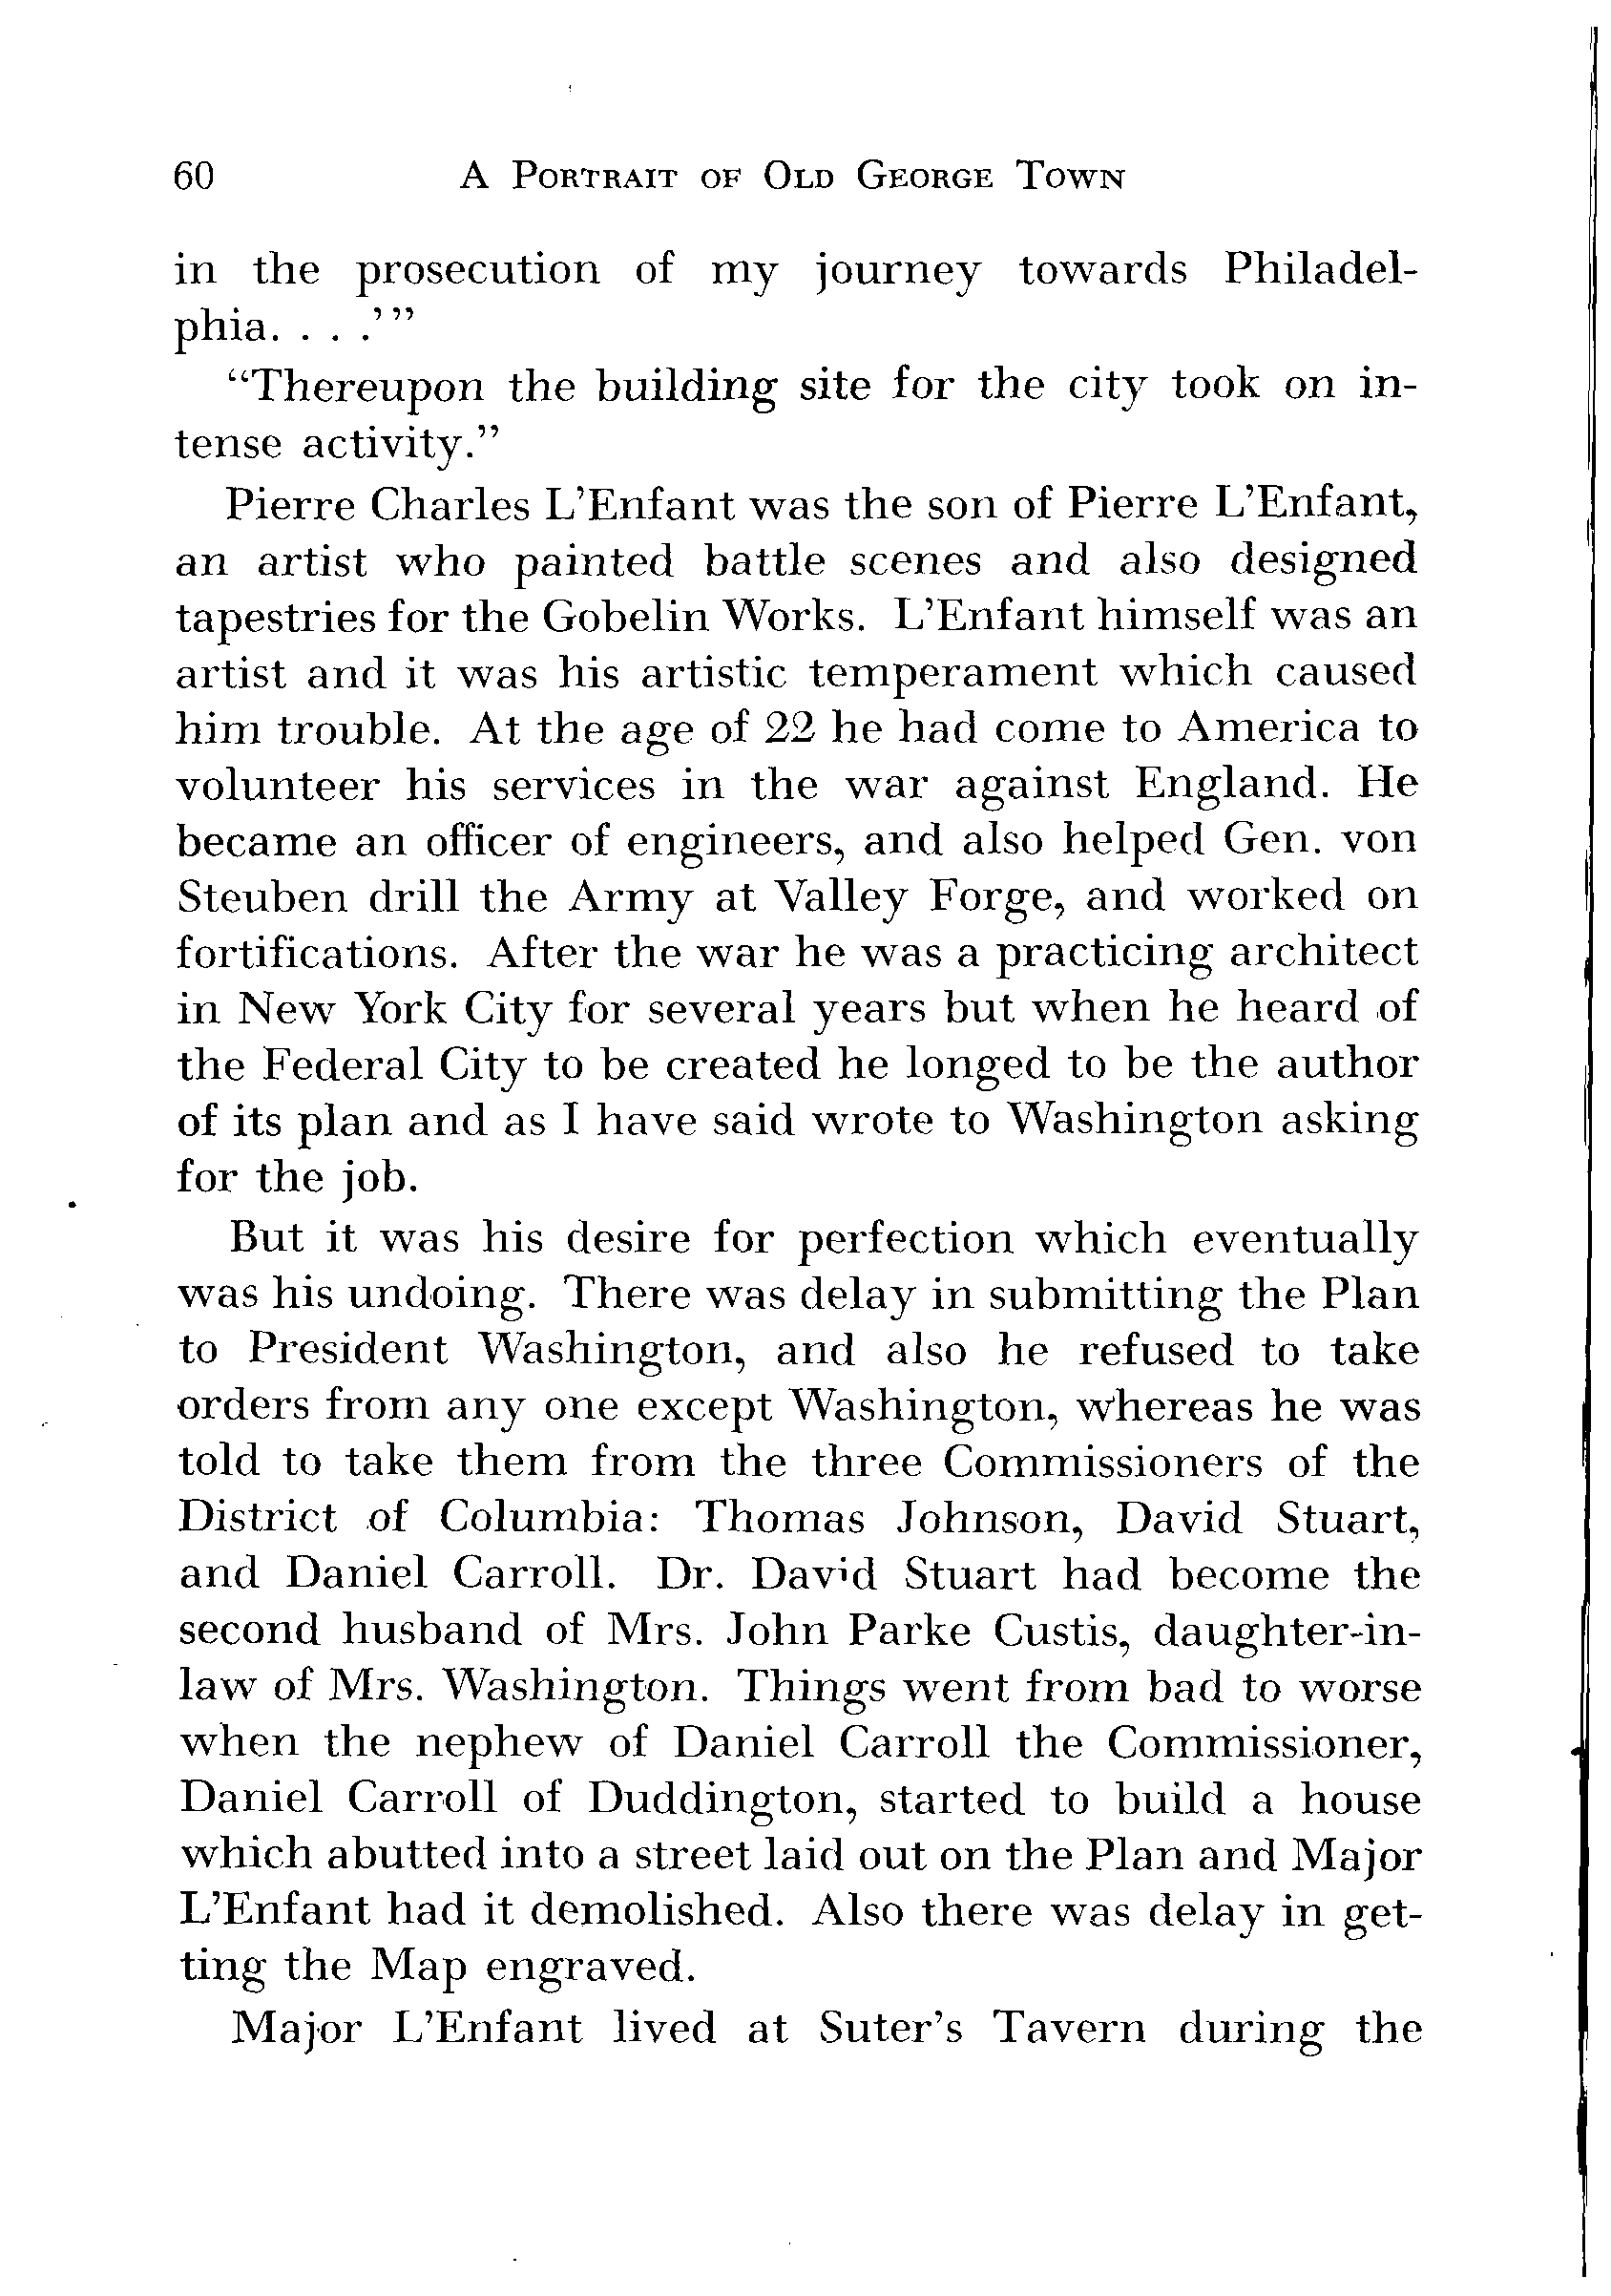 60 A PORTRAIT OF OLD GEORGE TOWN
in the prosecution of my journey towards Philadel-
phia. . . .’”
“Thereupon the building site for the city took on in-
tense activity.”
Pierre Charles L’Enfant was the son of Pierre L’Enfant,
an artist who painted battle scenes and also designed
tapestries for the Gobelin Works. L’Enfant himself was an
artist and it was his artistic temperament which caused
him trouble. At the age of 22 he had come to America to
volunteer his services in the war against England. He
became an officer of engineers, and also helped Gen. von
Steuben drill the Army at Valley Forge, and worked on
fortifications. After the war he was a practicing architect
in New York City for several years but when he heard of
the Federal City to be created he longed to be the author
of its plan and as I have said wrote to Washington asking
for the job.
But it was his desire for perfection which eventually
was his undoing. There was delay in submitting the Plan
to President Washington, and also he refused to take
orders from any one except Washington, whereas he was
told to take them from the three Commissioners of the
District of Columbia: Thomas Johnson, David Stuart,
and Daniel Carroll. Dr. David Stuart had become the
second husband of Mrs. John Parke Custis, daughter-in-
law of Mrs. Washington. Things went from bad to worse
when the nephew of Daniel Carroll the Commissioner,
Daniel Carroll of Duddington, started to build a house
which abutted into a street laid out on the Plan and Major
L’Enfant had it demolished. Also there was delay in get-
ting the Map engraved.
Major L’Enfant lived at Suter’s Tavern during the